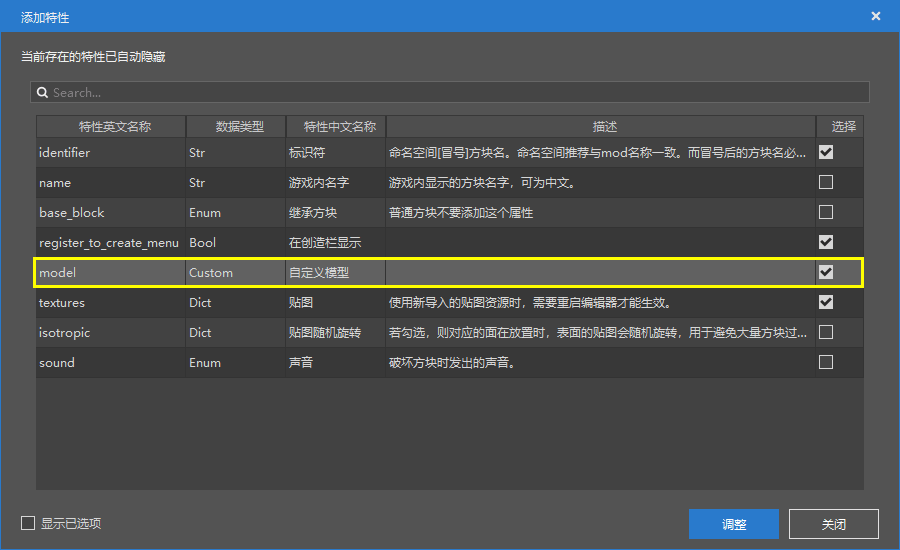 添加特性
当前存在的特性已自动隐藏
Search...
特性英文名称 数据类型 特性中文名称 描述 选择
identifier Str 标识符 命名空间[冒号]方块名。命名空间推荐与mod名称一致。而冒号后的方块名必...
name Str 游戏内名字 游戏内显示的方块名字，可为中文。
base_block Enum 继承方块 普通方块不要添加这个属性
register_to_create_menu Bool 在创造栏显示
model Custom 自定义模型
textures Dict 贴图 使用新导入的贴图资源时，需要重启编辑器才能生效。
isotropic Dict 贴图随机旋转 若勾选，则对应的面在放置时，表面的贴图会随机旋转，用于避免大量方块过...
sound Enum 声音 破坏方块时发出的声音。
显示已选项 调整 关闭